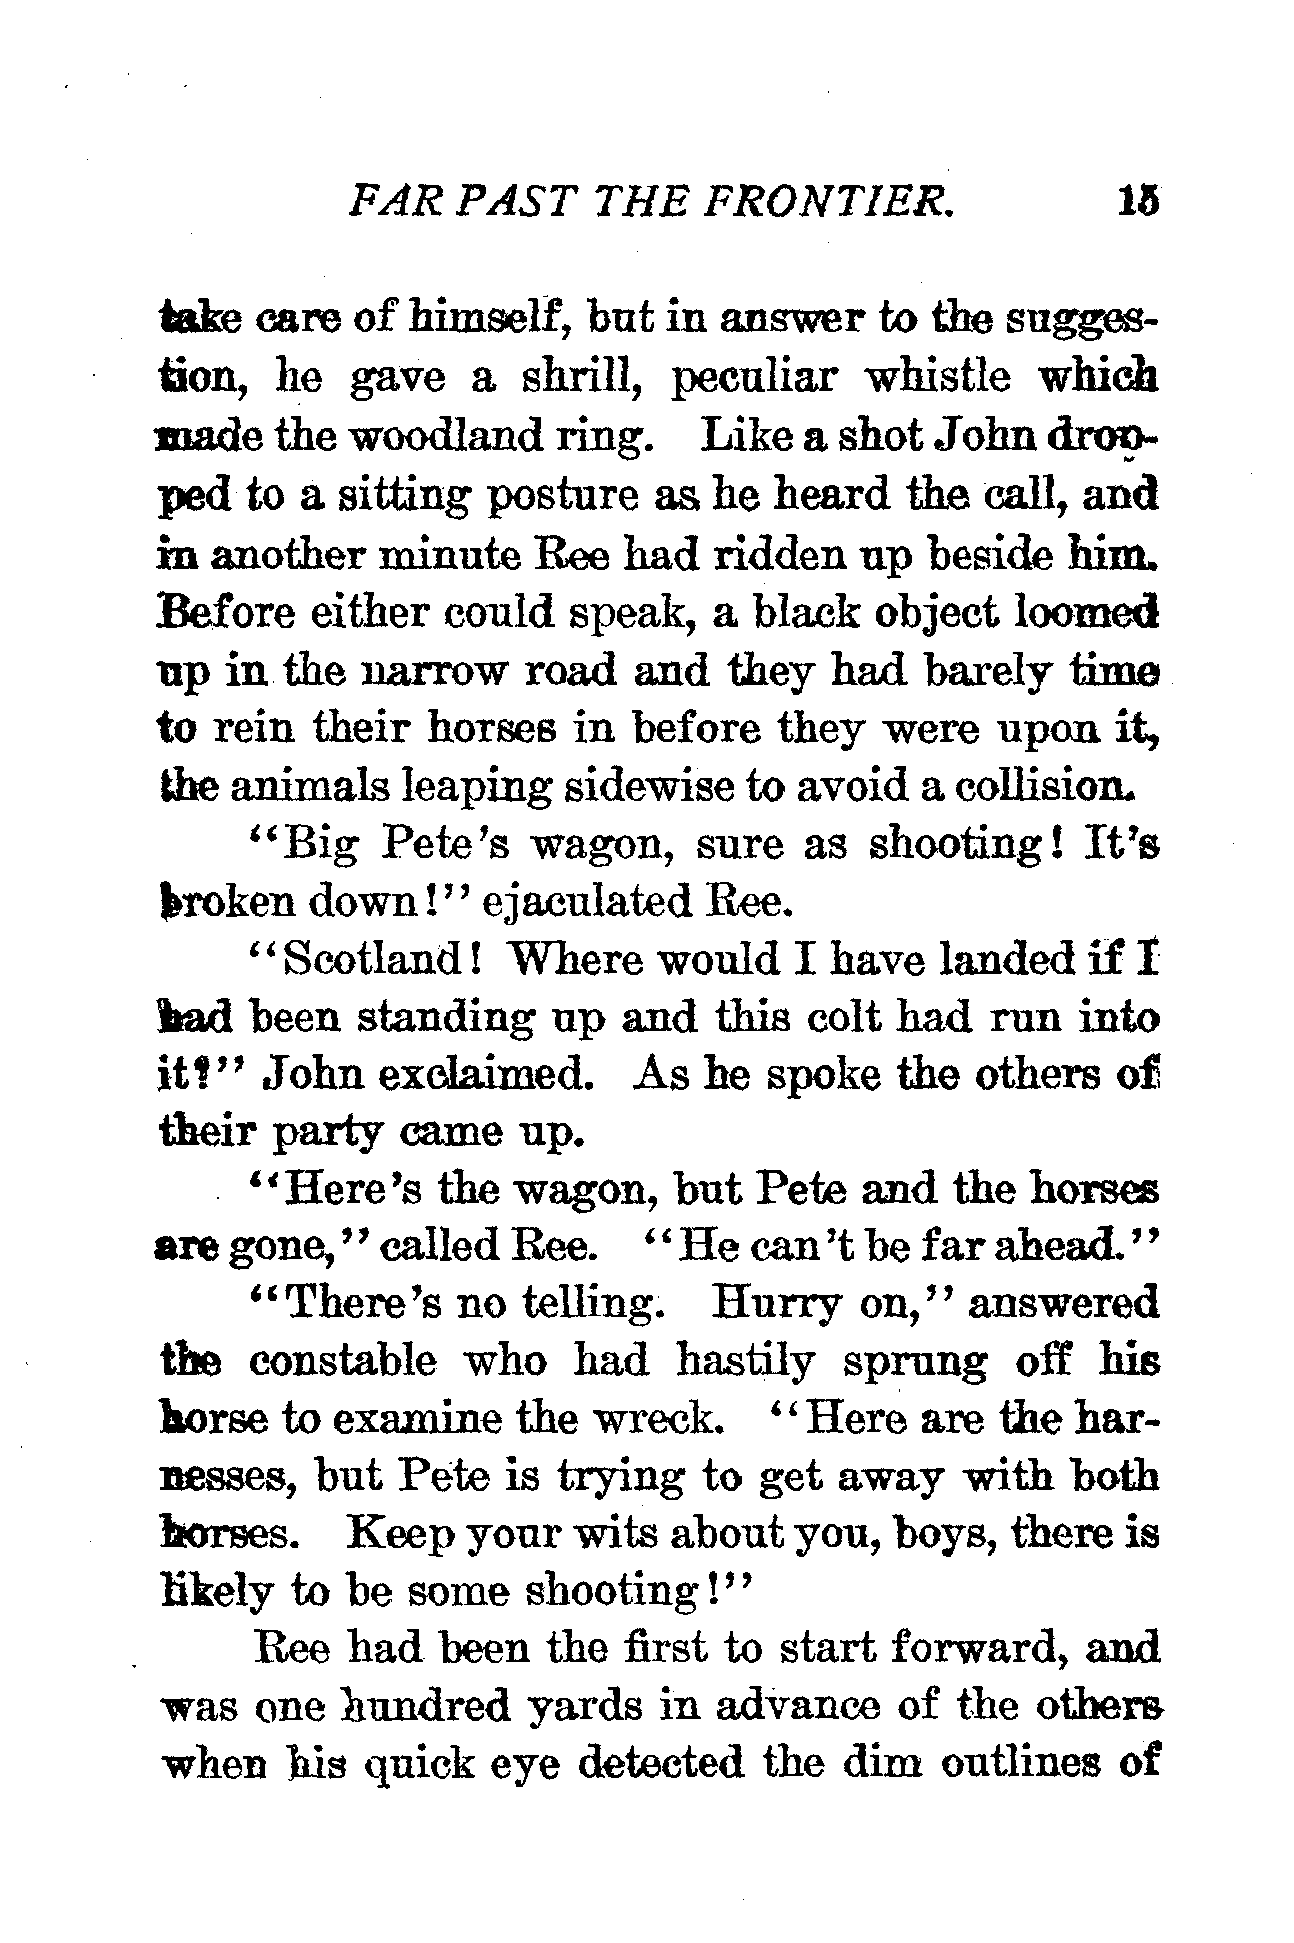 FAR PAST THE FRONTIER. 15
take care of himself, but in answer to the sugges-
tion, he gave a shrill, peculiar whistle which
made the woodland ring. Like a shot John drop-
ped to a sitting posture as he heard the call, and
in another minute Ree had ridden up beside him.
Before either could speak, a black object loomed
up in the narrow road and they had barely time
to rein their horses in before they were upon it,
the animals leaping sidewise to avoid a collision.
"Big Pete's wagon, sure as shooting! It's
broken down!" ejaculated Ree.
"Scotland! Where would I have landed if I
had been standing up and this colt had run into
it?" John exclaimed. As he spoke the others of
their party came up.
"Here's the wagon, but Pete and the horses
are gone," called Ree. "He can't be far ahead."
"There's no telling. Hurry on," answered
the constable who had hastily sprung off his
horse to examine the wreck. "Here are the har-
nesses, but Pete is trying to get away with both
horses. Keep your wits about you, boys, there is
likely to be some shooting!"
Ree had been the first to start forward, and
was one hundred yards in advance of the others
when his quick eye detected the dim outlines of